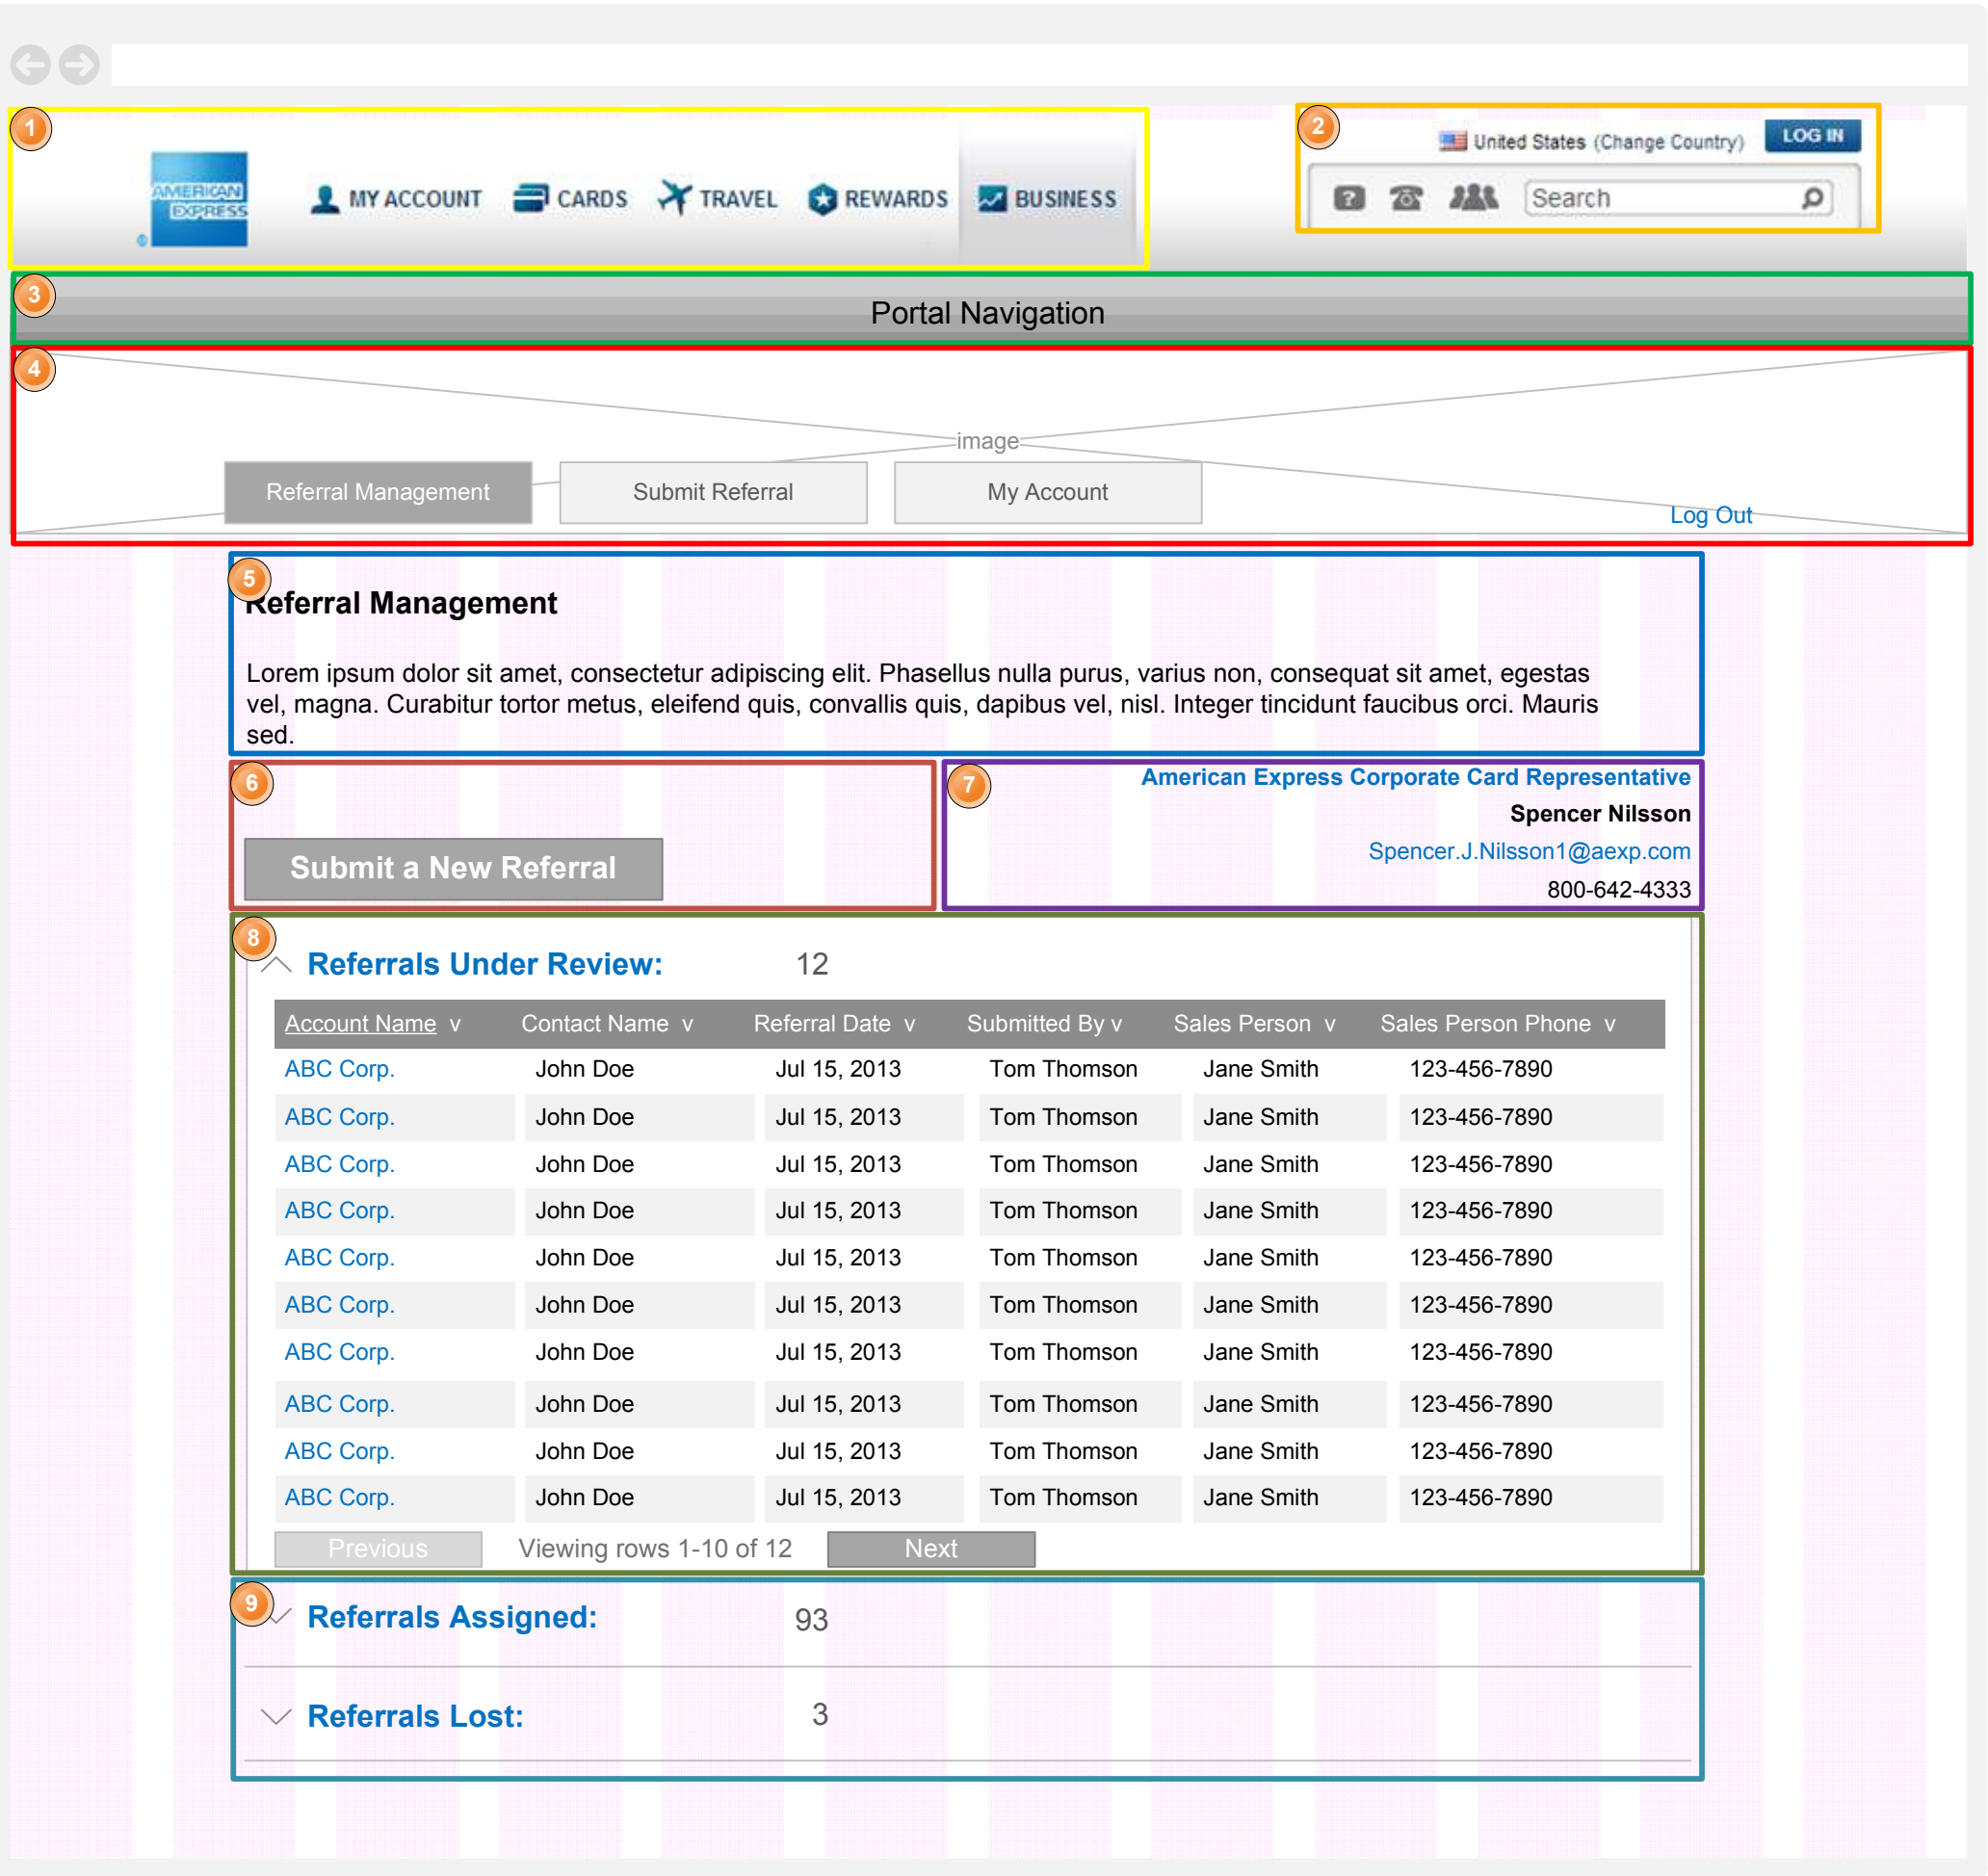 1
2
United States (Change Country) LOG IN
AMERICAN
EXPRESS
®
MY ACCOUNT CARDS TRAVEL REWARDS BUSINESS
? Search
3
Portal Navigation
4
image
Referral Management Submit Referral My Account
Log Out
5
Referral Management
Lorem ipsum dolor sit amet, consectetur adipiscing elit. Phasellus nulla purus, varius non, consequat sit amet, egestas
vel, magna. Curabitur tortor metus, eleifend quis, convallis quis, dapibus vel, nisl. Integer tincidunt faucibus orci. Mauris
sed.
6
Submit a New Referral
7
American Express Corporate Card Representative
Spencer Nilsson
Spencer.J.Nilsson1@aexp.com
800-642-4333
8
Referrals Under Review: 12
Account Name v Contact Name v Referral Date v Submitted By v Sales Person v Sales Person Phone v
ABC Corp. John Doe Jul 15, 2013 Tom Thomson Jane Smith 123-456-7890
ABC Corp. John Doe Jul 15, 2013 Tom Thomson Jane Smith 123-456-7890
ABC Corp. John Doe Jul 15, 2013 Tom Thomson Jane Smith 123-456-7890
ABC Corp. John Doe Jul 15, 2013 Tom Thomson Jane Smith 123-456-7890
ABC Corp. John Doe Jul 15, 2013 Tom Thomson Jane Smith 123-456-7890
ABC Corp. John Doe Jul 15, 2013 Tom Thomson Jane Smith 123-456-7890
ABC Corp. John Doe Jul 15, 2013 Tom Thomson Jane Smith 123-456-7890
ABC Corp. John Doe Jul 15, 2013 Tom Thomson Jane Smith 123-456-7890
ABC Corp. John Doe Jul 15, 2013 Tom Thomson Jane Smith 123-456-7890
ABC Corp. John Doe Jul 15, 2013 Tom Thomson Jane Smith 123-456-7890
Previous Viewing rows 1-10 of 12 Next
9
Referrals Assigned: 93
Referrals Lost: 3